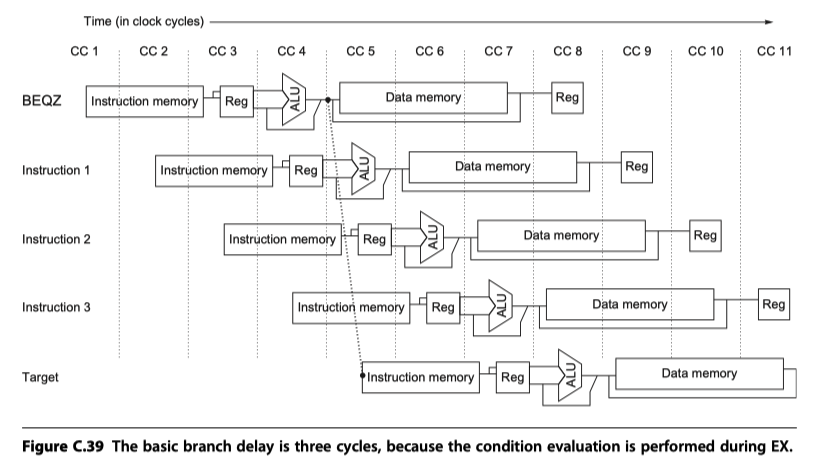 Time (in clock cycles)
CC 1 CC 2 CC 3 CC 4 CC 5 CC 6 CC 7 CC 8 CC 9 CC 10 CC 11
BEQZ Instruction memory Reg ALU Data memory Reg
Instruction 1 Instruction memory Reg ALU Data memory Reg
Instruction 2 Instruction memory Reg ALU Data memory Reg
Instruction 3 Instruction memory Reg ALU Data memory Reg
Target Instruction memory Reg ALU Data memory
Figure C.39 The basic branch delay is three cycles, because the condition evaluation is performed during EX.